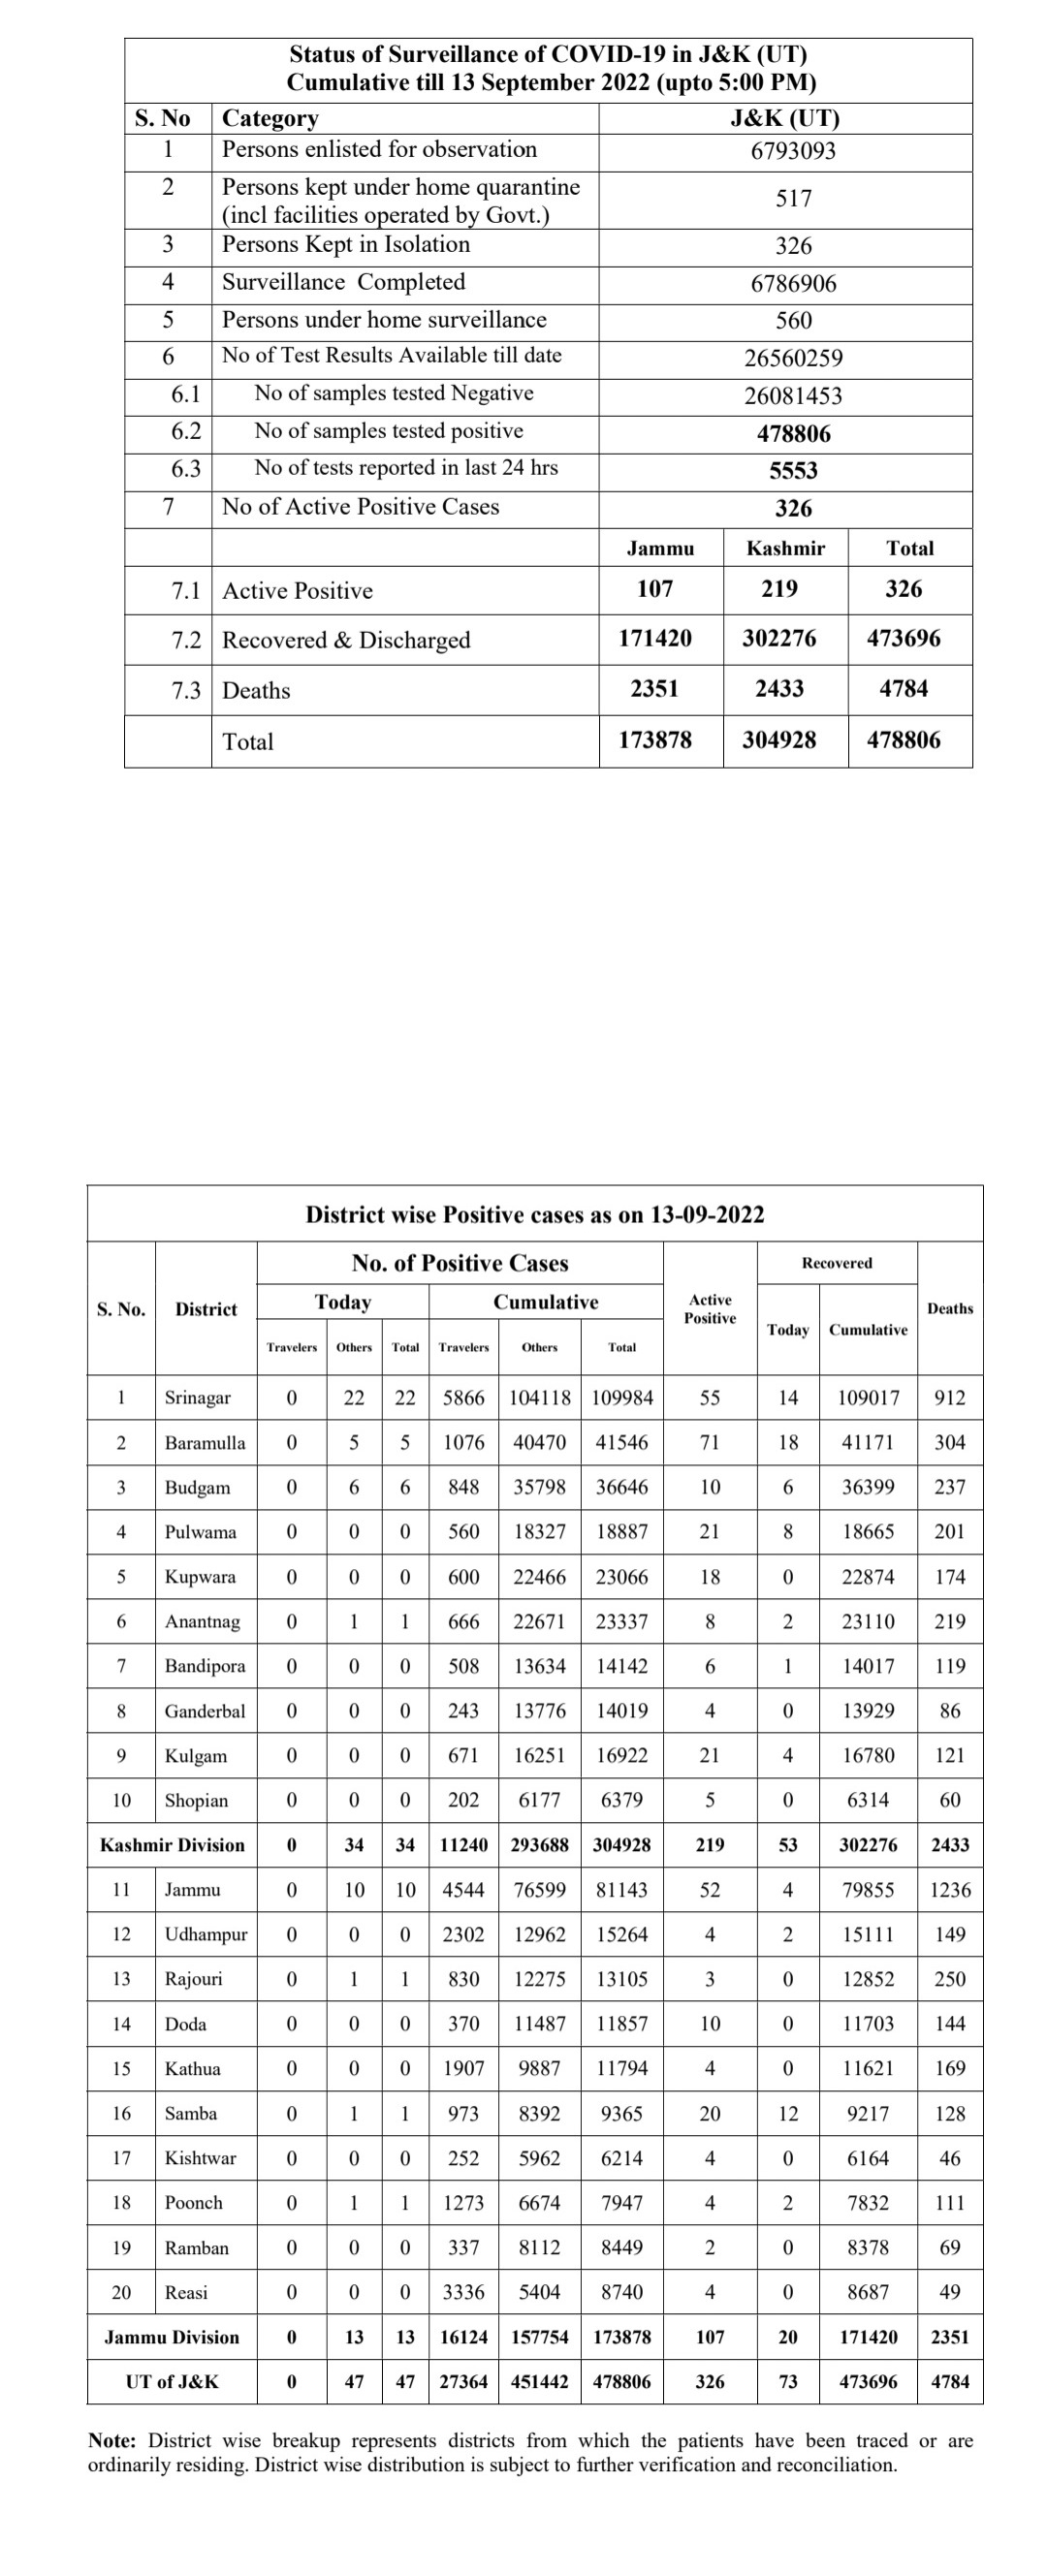 Status of Surveillance of COVID-19 in J&K (UT)
Cumulative till 13 September 2022 (upto 5:00 PM)
S. No Category J&K (UT)
1 Persons enlisted for observation 6793093
2 Persons kept under home quarantine
(incl facilities operated by Govt.) 517
3 Persons Kept in Isolation 326
4 Surveillance Completed 6786906
5 Persons under home surveillance 560
6 No of Test Results Available till date 26560259
6.1 No of samples tested Negative 26081453
6.2 No of samples tested positive 478806
6.3 No of tests reported in last 24 hrs 5553
7 No of Active Positive Cases 326
Jammu Kashmir Total
7.1 Active Positive 107 219 326
7.2 Recovered & Discharged 171420 302276 473696
7.3 Deaths 2351 2433 4784
Total 173878 304928 478806
District wise Positive cases as on 13-09-2022
S. No. District No. of Positive Cases Active Positive Recovered Deaths
Today Cumulative Today Cumulative
Travelers Others Total Travelers Others Total
1 Srinagar 0 22 22 5866 104118 109984 55 14 109017 912
2 Baramulla 0 5 5 1076 40470 41546 71 18 41171 304
3 Budgam 0 6 6 848 35798 36646 10 6 36399 237
4 Pulwama 0 0 0 560 18327 18887 21 8 18665 201
5 Kupwara 0 0 0 600 22466 23066 18 0 22874 174
6 Anantnag 0 1 1 666 22671 23337 8 2 23110 219
7 Bandipora 0 0 0 508 13634 14142 6 1 14017 119
8 Ganderbal 0 0 0 243 13776 14019 4 0 13929 86
9 Kulgam 0 0 0 671 16251 16922 21 4 16780 121
10 Shopian 0 0 0 202 6177 6379 5 0 6314 60
Kashmir Division 0 34 34 11240 293688 304928 219 53 302276 2433
11 Jammu 0 10 10 4544 76599 81143 52 4 79855 1236
12 Udhampur 0 0 0 2302 12962 15264 4 2 15111 149
13 Rajouri 0 1 1 830 12275 13105 3 0 12852 250
14 Doda 0 0 0 370 11487 11857 10 0 11703 144
15 Kathua 0 0 0 1907 9887 11794 4 0 11621 169
16 Samba 0 1 1 973 8392 9365 20 12 9217 128
17 Kishtwar 0 0 0 252 5962 6214 4 0 6164 46
18 Poonch 0 1 1 1273 6674 7947 4 2 7832 111
19 Ramban 0 0 0 337 8112 8449 2 0 8378 69
20 Reasi 0 0 0 3336 5404 8740 4 0 8687 49
Jammu Division 0 13 13 16124 157754 173878 107 20 171420 2351
UT of J&K 0 47 47 27364 451442 478806 326 73 473696 4784
Note: District wise breakup represents districts from which the patients have been traced or are
ordinarily residing. District wise distribution is subject to further verification and reconciliation.